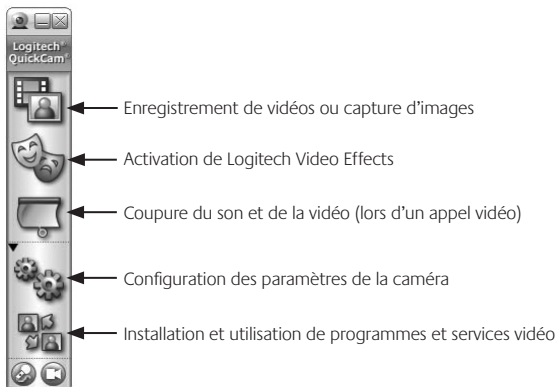 Logitech®
QuickCam®
Enregistrement de vidéos ou capture d’images
Activation de Logitech Video Effects
Coupure du son et de la vidéo (lors d’un appel vidéo)
Configuration des paramètres de la caméra
Installation et utilisation de programmes et services vidéo